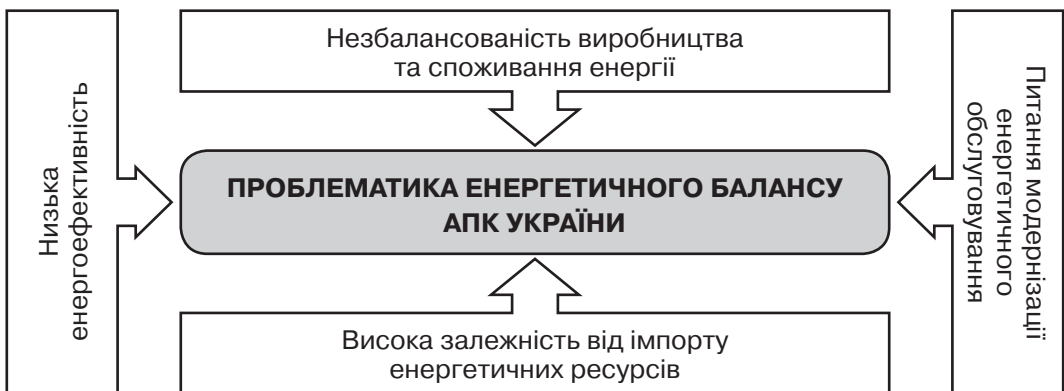 Незбалансованість виробництва
та споживання енергії
Низька
енергоефективність
ПРОБЛЕМАТИКА ЕНЕРГЕТИЧНОГО БАЛАНСУ
АПК УКРАЇНИ
Питання модернізації
енергетичного
обслуговування
Висока залежність від імпорту
енергетичних ресурсів